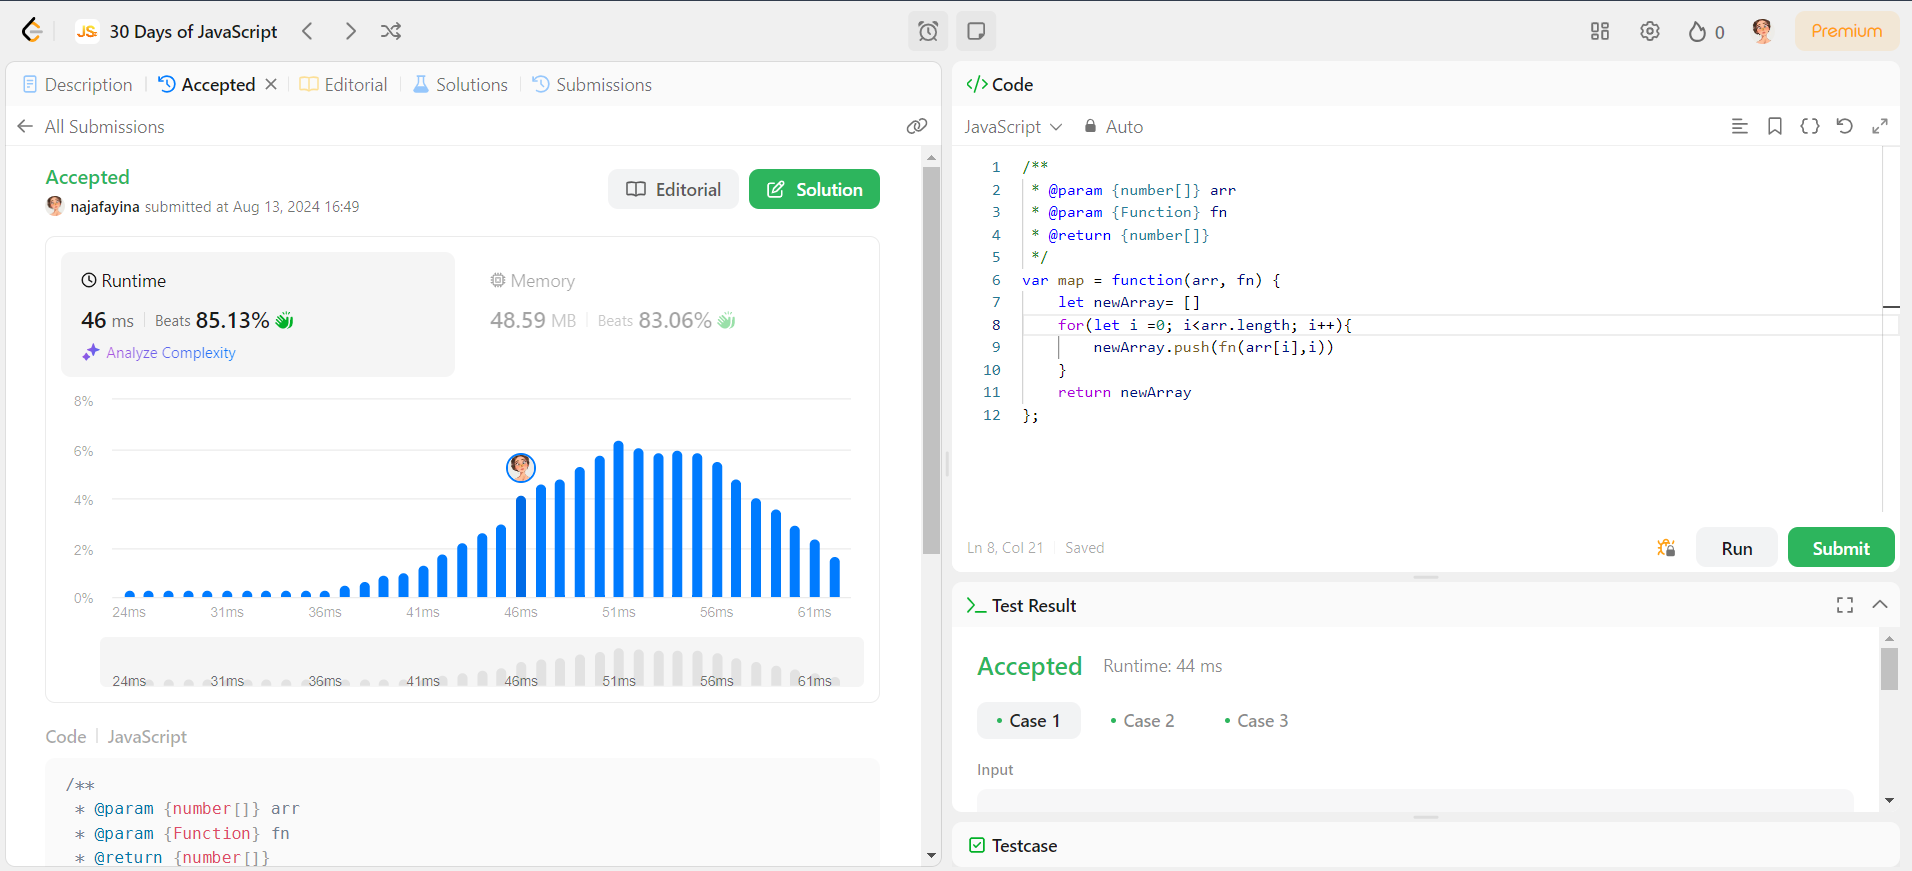 JS 30 Days of JavaScript
0
Premium
Description
Accepted
Editorial
Solutions
Submissions
All Submissions
Accepted
najafayina submitted at Aug 13, 2024 16:49
Editorial
Solution
Runtime
46 ms
Beats 85.13%
Analyze Complexity
Memory
48.59 MB
Beats 83.06%
8%
6%
4%
2%
0%
24ms 31ms 36ms 41ms 46ms 51ms 56ms 61ms
24ms 31ms 36ms 41ms 46ms 51ms 56ms 61ms
Code JavaScript
/**
* @param {number[]} arr
* @param {Function} fn
* @return {number[]}
</> Code
JavaScript
Auto
1 /**
2 * @param {number[]} arr
3 * @param {Function} fn
4 * @return {number[]}
5 */
6 var map = function(arr, fn) {
7 let newArray= []
8 for(let i =0; i<arr.length; i++){
9 newArray.push(fn(arr[i],i))
10 }
11 return newArray
12 };
Ln 8, Col 21 Saved
Run
Submit
Test Result
Accepted Runtime: 44 ms
• Case 1 • Case 2 • Case 3
Input
Testcase